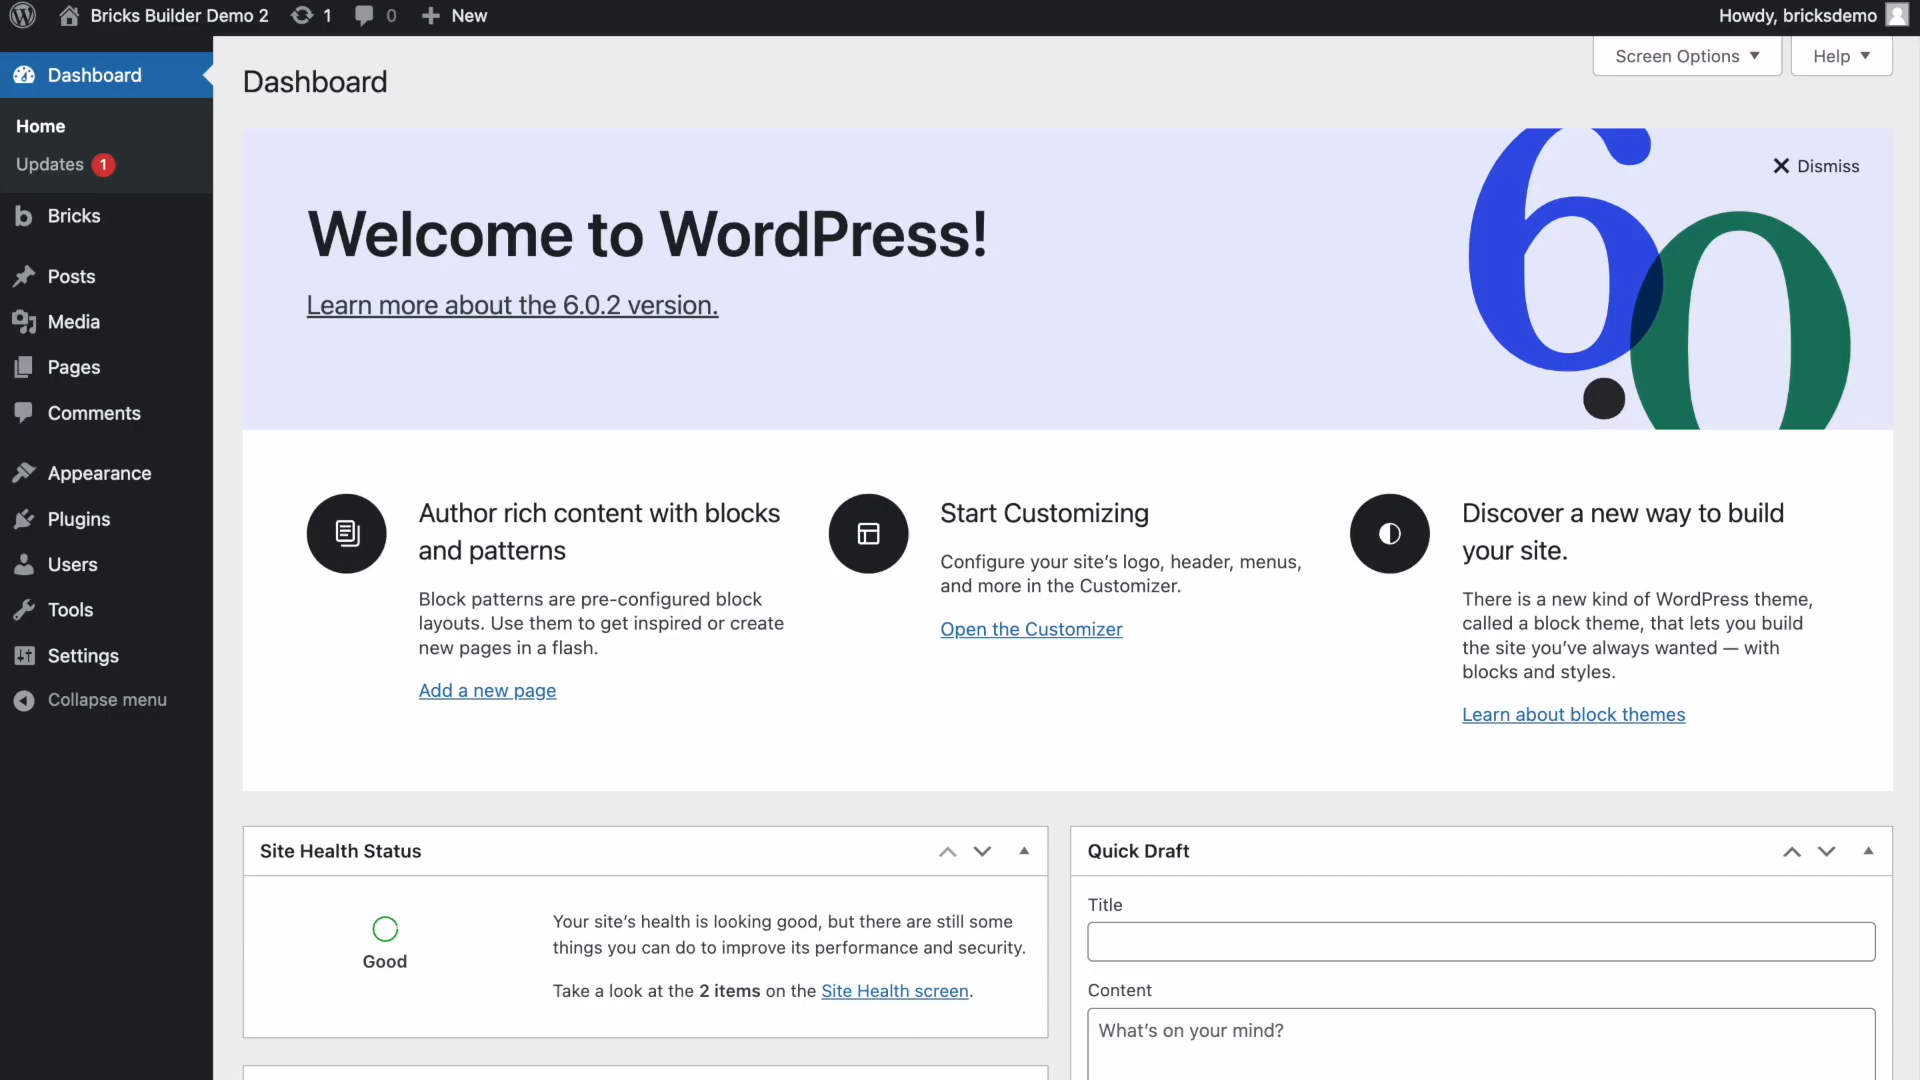 Bricks Builder Demo 2
1
0
New
Howdy, bricksdemo
Dashboard
Home
Updates 1
Bricks
Posts
Media
Pages
Comments
Appearance
Plugins
Users
Tools
Settings
Collapse menu
Screen Options
Help
Dashboard
Dismiss
6.0
Welcome to WordPress!
Learn more about the 6.0.2 version.
Author rich content with blocks
and patterns
Block patterns are pre-configured block
layouts. Use them to get inspired or create
new pages in a flash.
Add a new page
Start Customizing
Configure your site’s logo, header, menus,
and more in the Customizer.
Open the Customizer
Discover a new way to build
your site.
There is a new kind of WordPress theme,
called a block theme, that lets you build
the site you’ve always wanted — with
blocks and styles.
Learn about block themes
Site Health Status
Good
Your site’s health is looking good, but there are still some
things you can do to improve its performance and security.
Take a look at the 2 items on the Site Health screen.
Quick Draft
Title
Content
What’s on your mind?